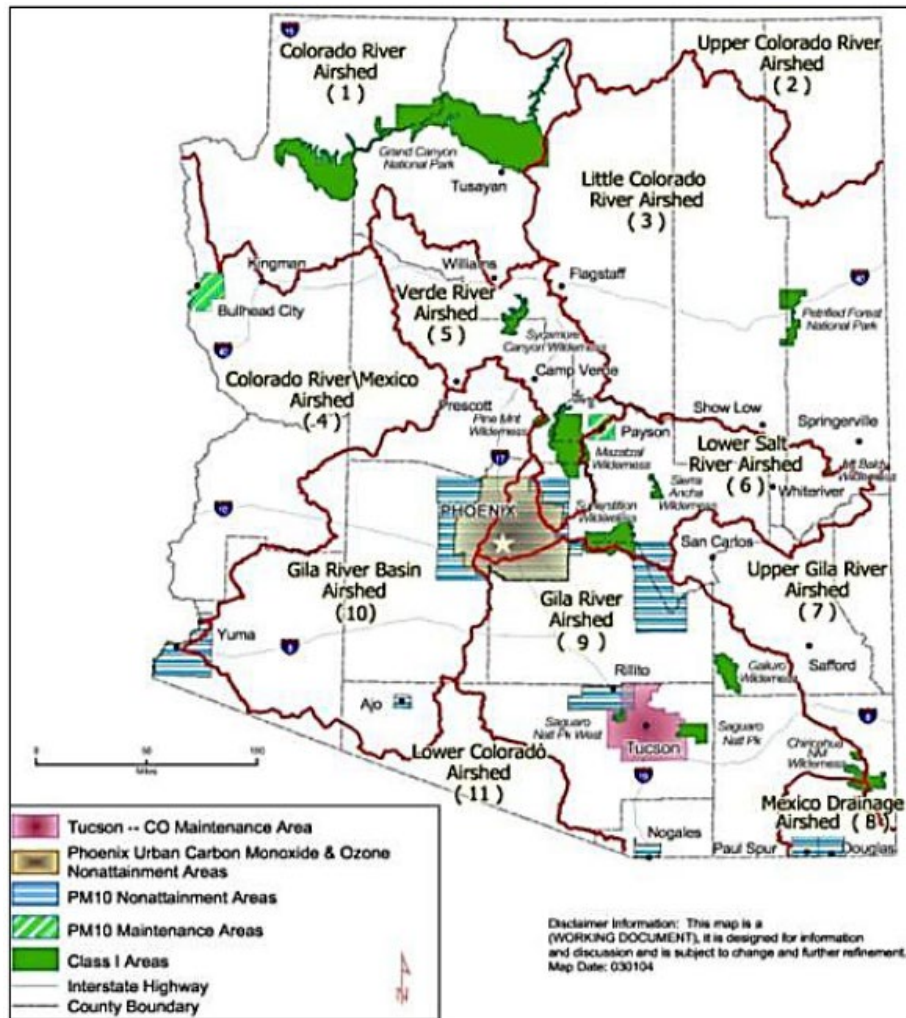 Colorado River
Airshed
( 1 )
Upper Colorado River
Airshed
( 2 )
Grand Canyon
National Park
Tusayan
Little Colorado
River Airshed
( 3 )
Kingman
Williams
Flagstaff
Bullhead City
Verde River
Airshed
( 5 )
Petrified Forest
National Park
Sycamore
Canyon Wilderness
Colorado River\Mexico
Airshed
( 4 )
Camp Verde
Prescott
Pine Mnt
Wilderness
Payson
Mazatzal
Wilderness
Show Low
Springerville
Lower Salt
River Airshed
( 6 )
Mt Baldy
Wilderness
Whiteriver
Sierra
Ancha
Wilderness
PHOENIX
Superstition
Wilderness
San Carlos
Gila River Basin
Airshed
(10)
Gila River
Airshed
( 9 )
Upper Gila River
Airshed
( 7 )
Yuma
Rillito
Galiuro
Wilderness
Safford
Ajo
Saguaro
Natl Pk West
Tucson
Saguaro
Natl Pk
Chiricahua
NM
Wilderness
Lower Colorado
Airshed
( 11 )
Mexico Drainage
Airshed ( 8 )
Nogales
Paul Spur
Douglas
0 50 100
Miles
Tucson -- CO Maintenance Area
Phoenix Urban Carbon Monoxide & Ozone
Nonattainment Areas
PM10 Nonattainment Areas
PM10 Maintenance Areas
Class I Areas
Interstate Highway
County Boundary
N
Disclaimer Information: This map is a
(WORKING DOCUMENT), it is designed for information
and discussion and is subject to change and further refinement.
Map Date: 030104